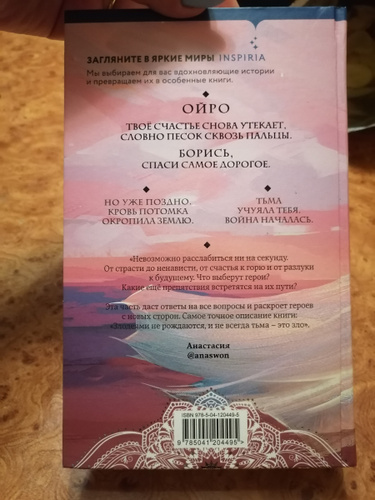 ЗАГЛЯНИТЕ В ЯРКИЕ МИРЫ INSPIRIA
Мы выбираем для вас вдохновляющие истории
и превращаем их в особенные книги.
ОЙРО
ТВОЁ СЧАСТЬЕ СНОВА УТЕКАЕТ,
СЛОВНО ПЕСОК СКВОЗЬ ПАЛЬЦЫ.
БОРИСЬ,
СПАСИ САМОЕ ДОРОГОЕ.
НО УЖЕ ПОЗДНО,
КРОВЬ ПОТОМКА
ОКРОПИЛА ЗЕМЛЮ.
ТЬМА
УЧУЯЛА ТЕБЯ.
ВОЙНА НАЧАЛАСЬ.
«Невозможно расслабиться ни на секунду.
От страсти до ненависти, от счастья к горю и от разлуки
к будущему. Что выберут герои?
Какие ещё препятствия встретятся на их пути?
Эта часть даст ответы на все вопросы и раскроет героев
с новых сторон. Самое точное описание книги:
«Злодеями не рождаются, и не всегда тьма – это зло».
Анастасия
@anaswon
ISBN 978-5-04-120449-5
9 785041 204495 >